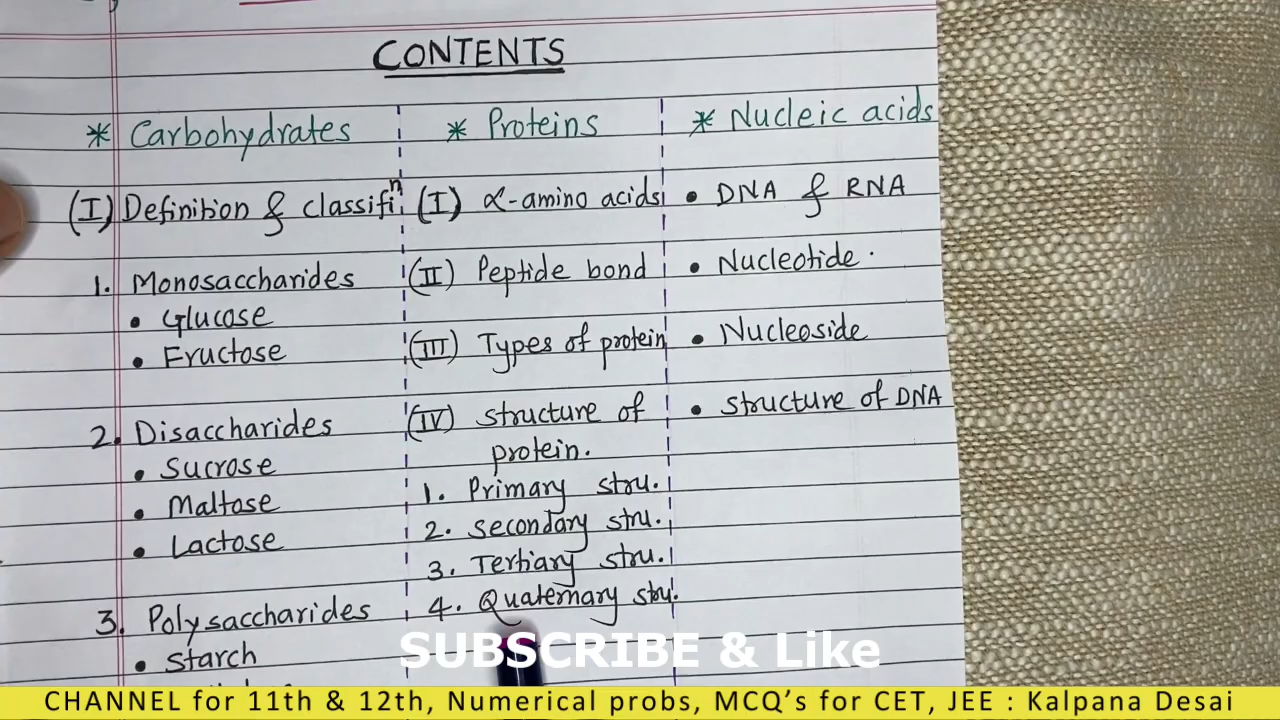 CONTENTS
* Carbohydrates
(I) Definition & classifiⁿ
1. Monosaccharides
• Glucose
• Fructose
2. Disaccharides
• Sucrose
• Maltose
• Lactose
3. Polysaccharides
• Starch
* Proteins
(I) α-amino acids
(II) Peptide bond
(III) Types of protein
(IV) Structure of
protein.
1. Primary stru.
2. Secondary stru.
3. Tertiary stru.
4. Quaternary stru.
* Nucleic acids
• DNA & RNA
• Nucleotide.
• Nucleoside
• Structure of DNA
SUBSCRIBE & Like
CHANNEL for 11th & 12th, Numerical probs, MCQ's for CET, JEE : Kalpana Desai